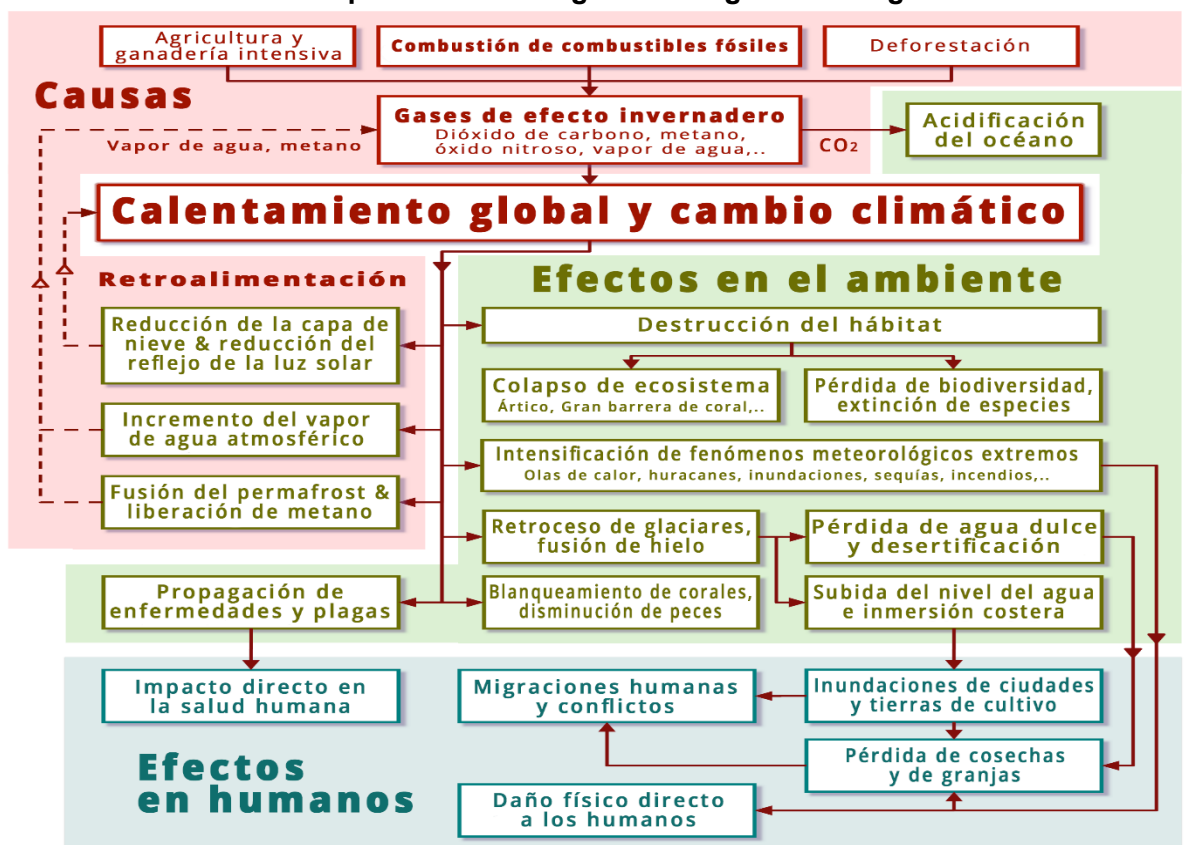 Agricultura y
ganadería intensiva
Combustión de combustibles fósiles
Deforestación
Causas
Gases de efecto invernadero
Dióxido de carbono, metano,
óxido nitroso, vapor de agua,..
Vapor de agua, metano
CO2
Acidificación
del océano
Calentamiento global y cambio climático
Retroalimentación
Efectos en el ambiente
Reducción de la capa de
nieve & reducción del
reflejo de la luz solar
Destrucción del hábitat
Colapso de ecosistema
Ártico, Gran barrera de coral,..
Pérdida de biodiversidad,
extinción de especies
Incremento del vapor
de agua atmosférico
Intensificación de fenómenos meteorológicos extremos
Olas de calor, huracanes, inundaciones, sequías, incendios,..
Fusión del permafrost &
liberación de metano
Retroceso de glaciares,
fusión de hielo
Pérdida de agua dulce
y desertificación
Propagación de
enfermedades y plagas
Blanqueamiento de corales,
disminución de peces
Subida del nivel del agua
e inmersión costera
Impacto directo en
la salud humana
Migraciones humanas
y conflictos
Inundaciones de ciudades
y tierras de cultivo
Efectos
en humanos
Pérdida de cosechas
y de granjas
Daño físico directo
a los humanos